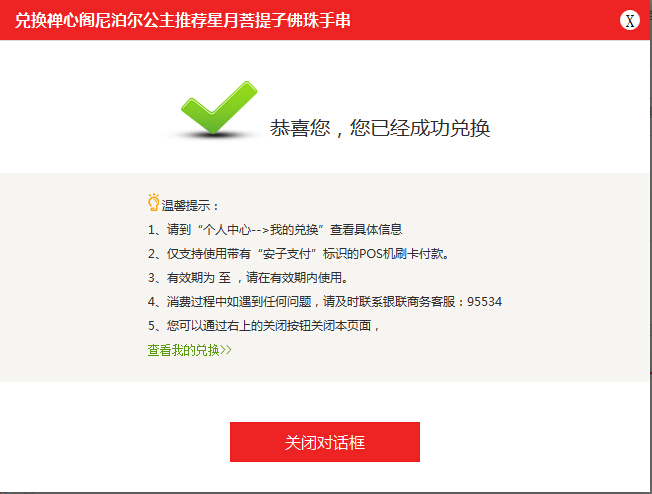 兑换禅心阁尼泊尔公主推荐星月菩提子佛珠手串
X
恭喜您，您已经成功兑换
温馨提示：
1、请到“个人中心-->我的兑换”查看具体信息
2、仅支持使用带有“安子支付”标识的POS机刷卡付款。
3、有效期为 至 ，请在有效期内使用。
4、消费过程中如遇到任何问题，请及时联系银联商务客服：95534
5、您可以通过右上的关闭按钮关闭本页面，
查看我的兑换>>
关闭对话框